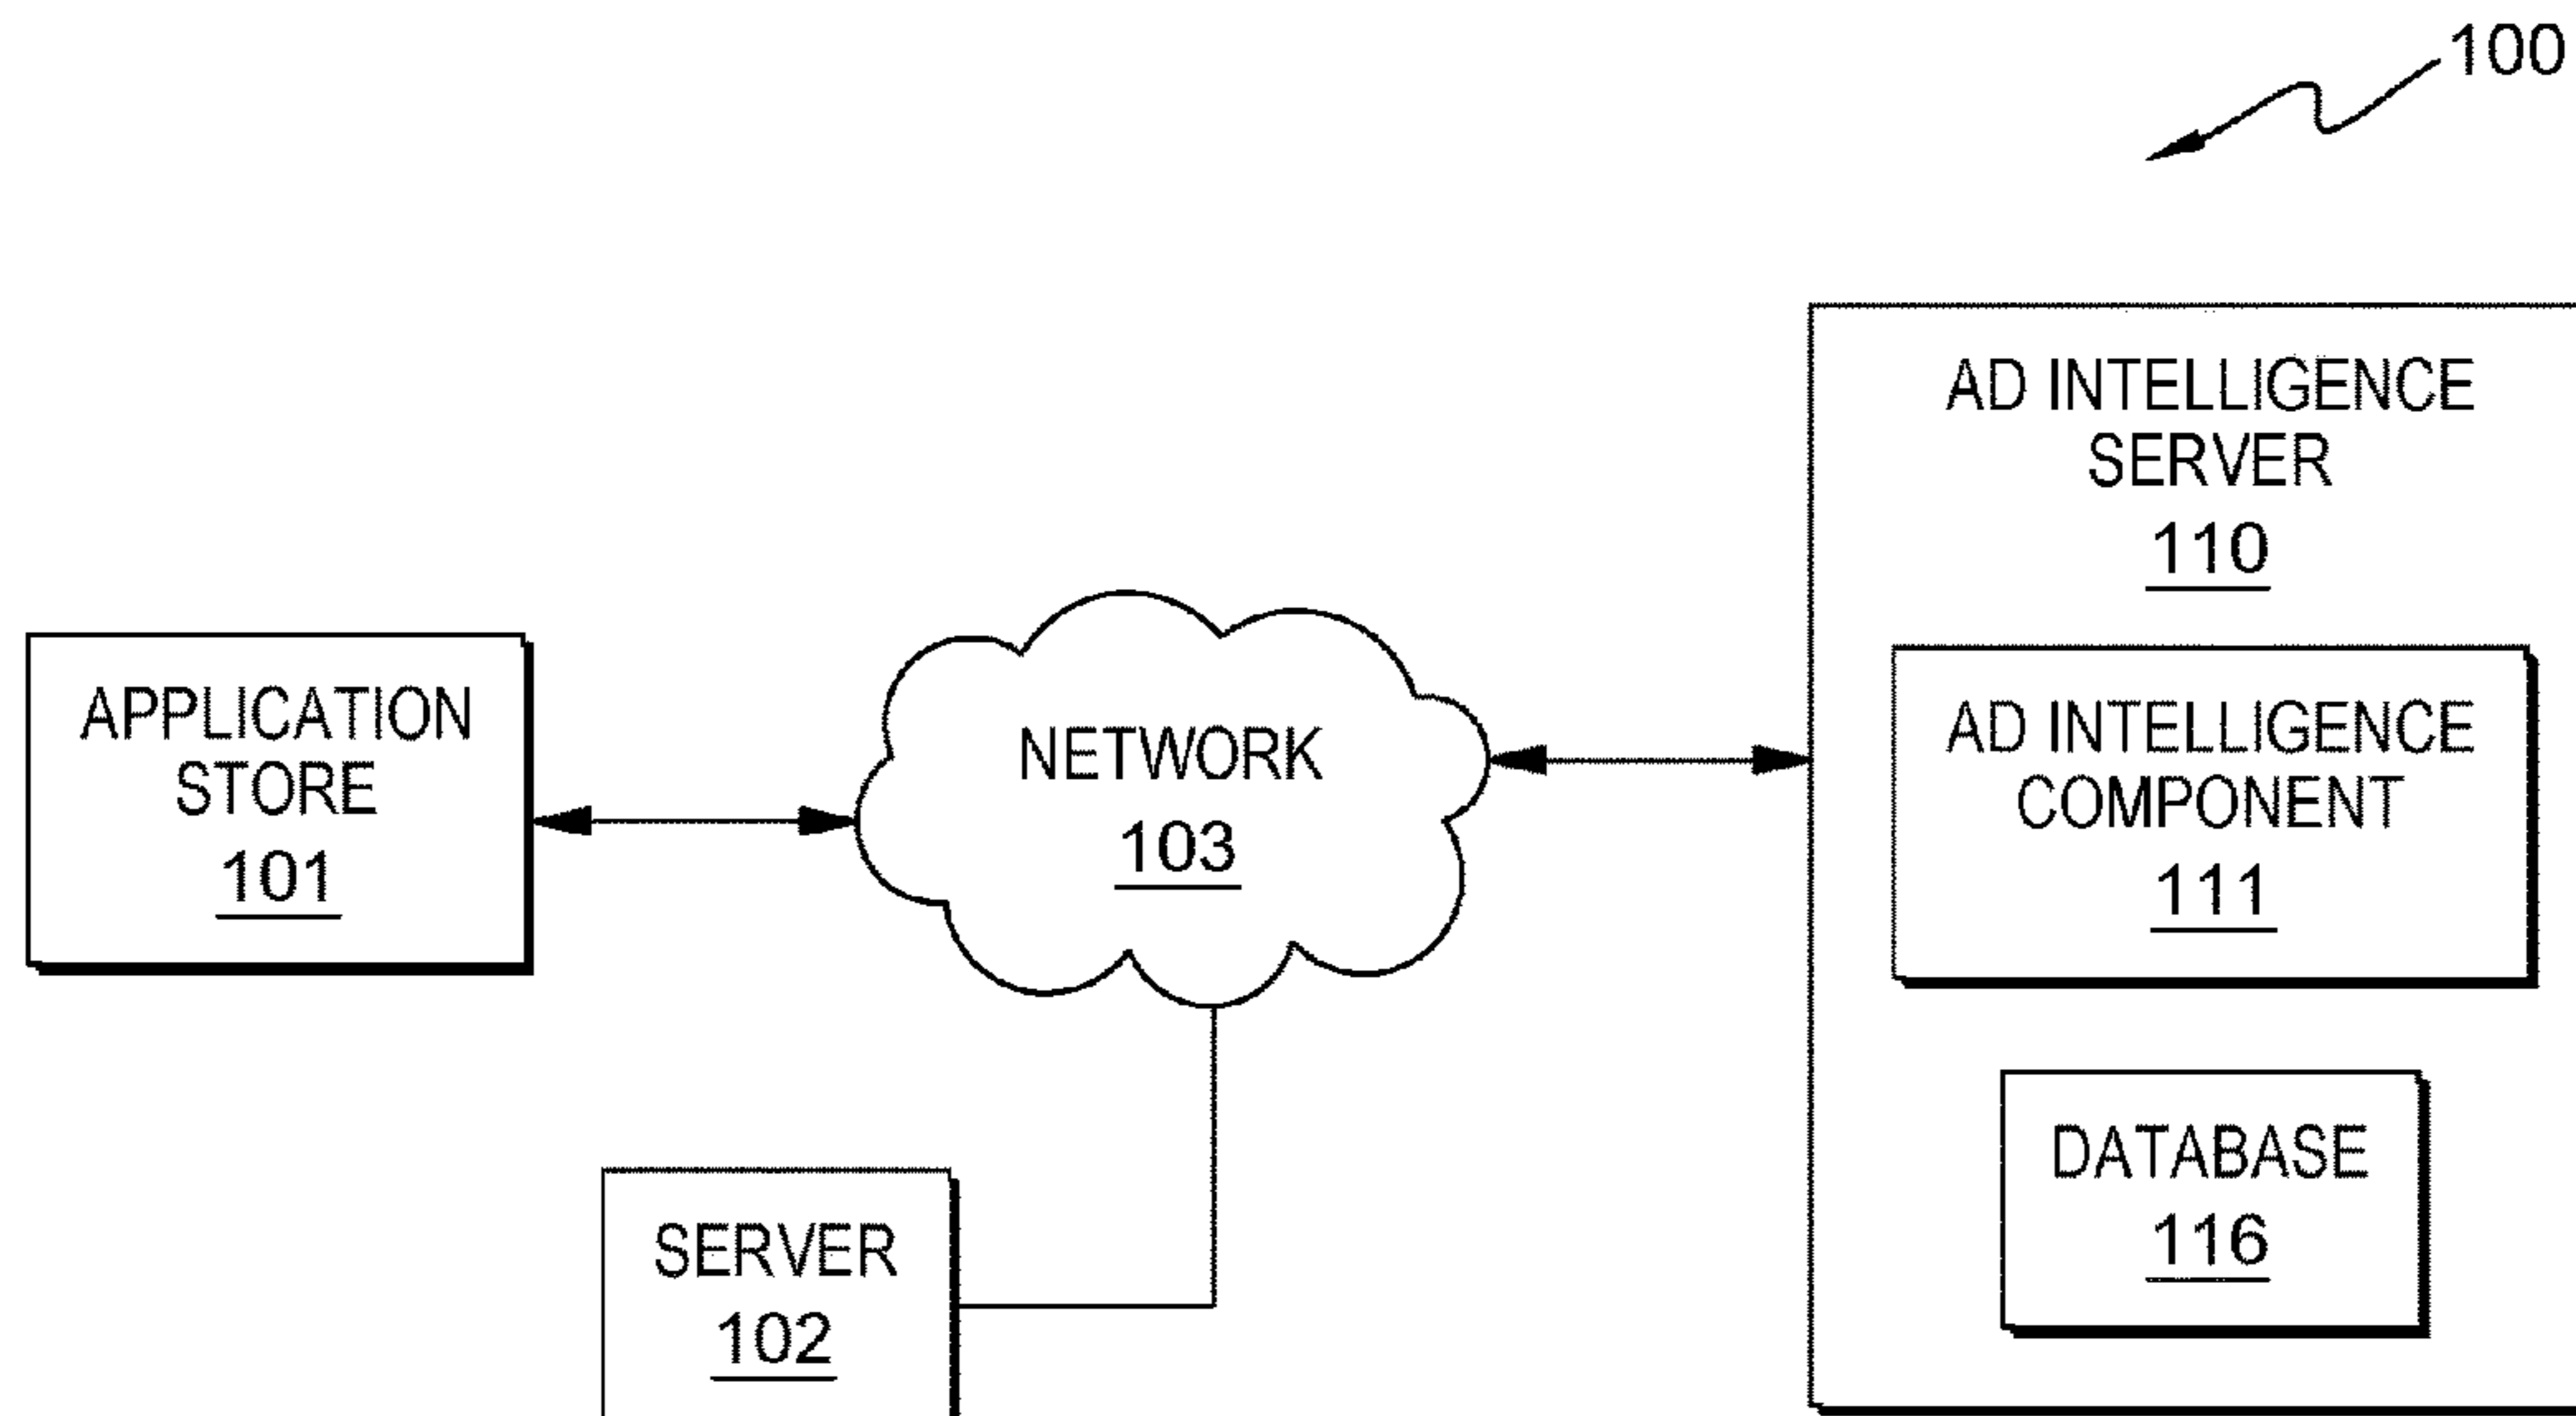 100
AD INTELLIGENCE
SERVER
110
APPLICATION
STORE
101
NETWORK
103
AD INTELLIGENCE
COMPONENT
111
SERVER
102
DATABASE
116